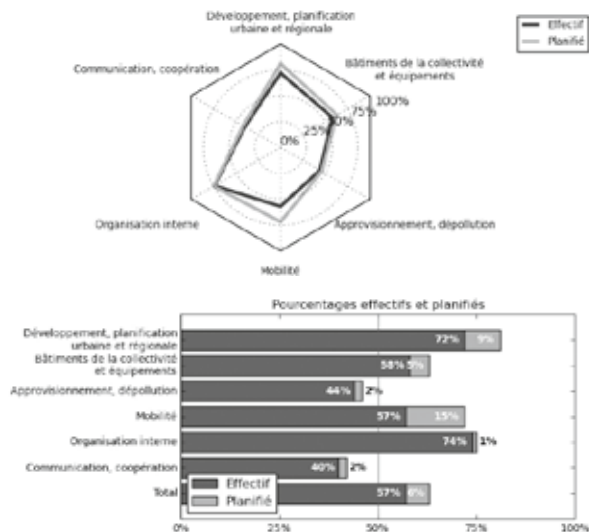 Développement, planification
urbaine et régionale
Effectif
Planifié
Communication, coopération
Bâtiments de la collectivité
et équipements
100%
75%
50%
25%
0%
Organisation interne
Approvisionnement, dépollution
Mobilité
Pourcentages effectifs et planifiés
Développement, planification
urbaine et régionale
72% 9%
Bâtiments de la collectivité
et équipements
58% 5%
Approvisionnement, dépollution
44% 2%
Mobilité
57% 15%
Organisation interne
74% 1%
Communication, coopération
40% 2%
Effectif
Planifié
Total
57% 6%
0% 25% 50% 75% 100%